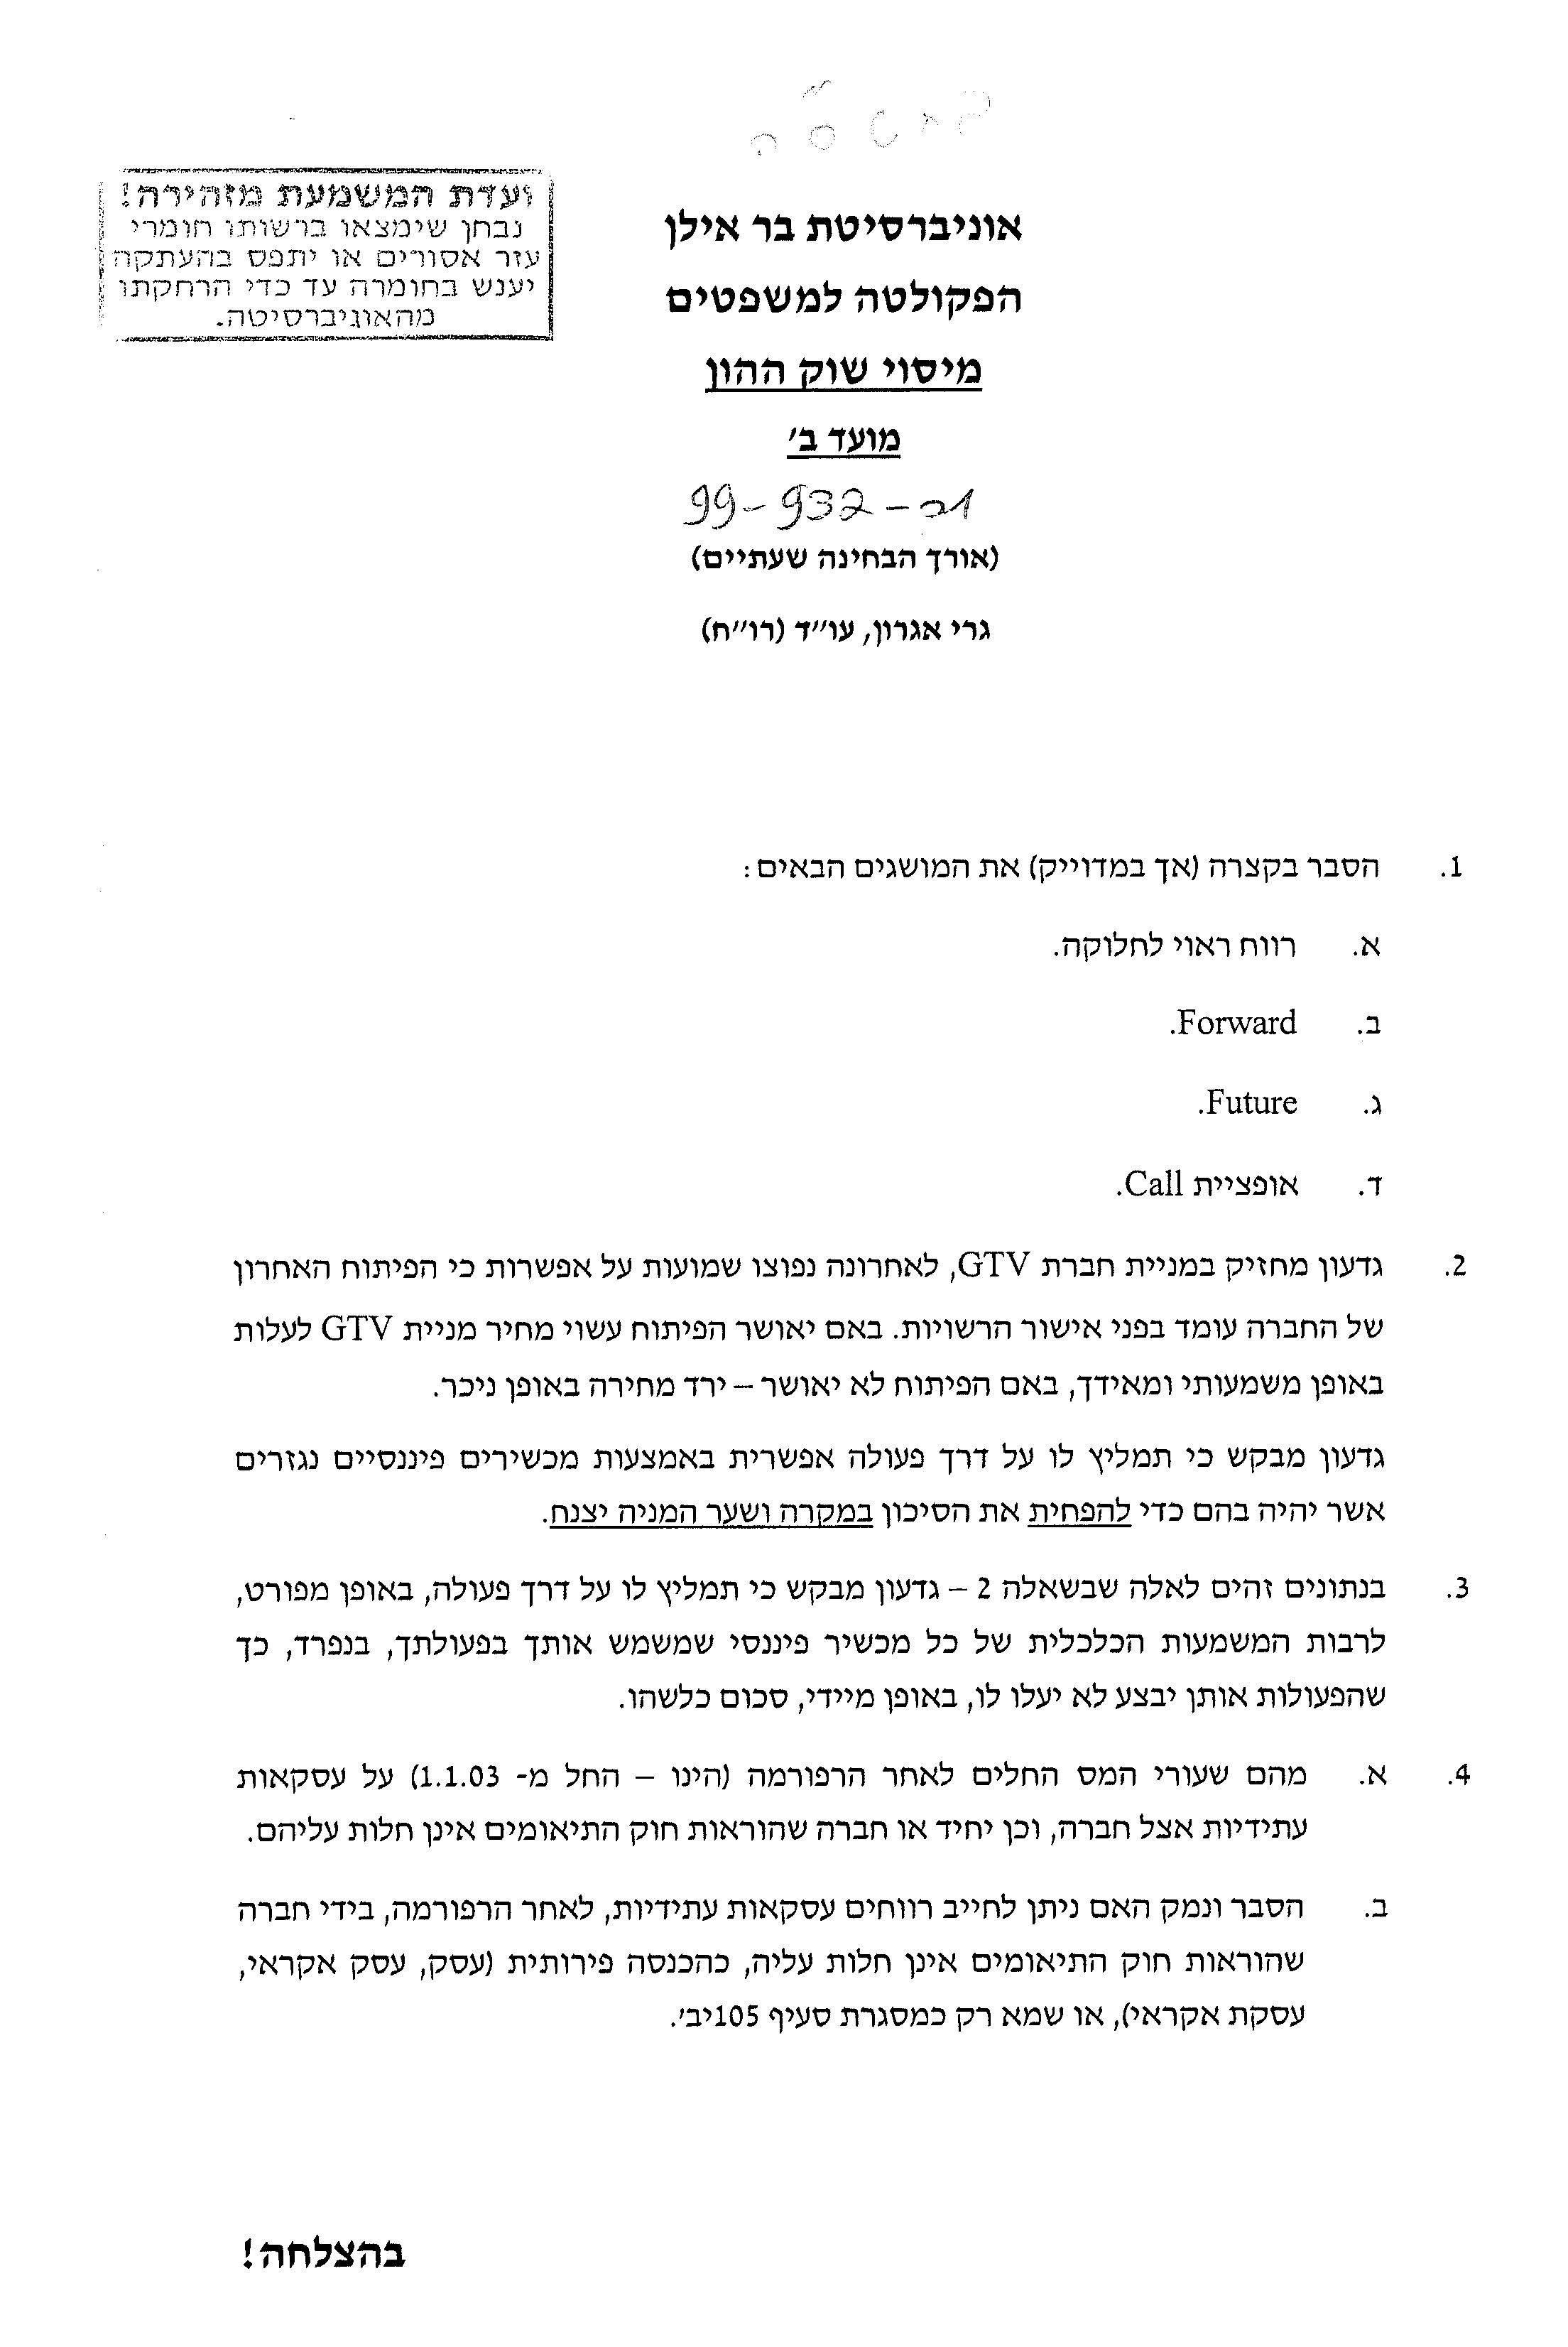 תשס"ה
ועדת המשמעת מזהירה!
נבחן שימצאו ברשותו חומרי
עזר אסורים או יתפס בהעתקה
יענש בחומרה עד כדי הרחקתו
מהאוניברסיטה.
אוניברסיטת בר אילן
הפקולטה למשפטים
מיסוי שוק ההון
מועד ב'
99-932-01
(אורך הבחינה שעתיים)
גרי אגרון, עו"ד (רו"ח)
1. הסבר בקצרה (אך במדוייק) את המושגים הבאים:
א. רווח ראוי לחלוקה.
ב. Forward.
ג. Future.
ד. אופציית Call.
2. גדעון מחזיק במניית חברת GTV, לאחרונה נפוצו שמועות על אפשרות כי הפיתוח האחרון
של החברה עומד בפני אישור הרשויות. באם יאושר הפיתוח עשוי מחיר מניית GTV לעלות
באופן משמעותי ומאידך, באם הפיתוח לא יאושר – ירד מחירה באופן ניכר.
גדעון מבקש כי תמליץ לו על דרך פעולה אפשרית באמצעות מכשירים פיננסיים נגזרים
אשר יהיה בהם כדי להפחית את הסיכון במקרה ושער המניה יצנח.
3. בנתונים זהים לאלה שבשאלה 2 – גדעון מבקש כי תמליץ לו על דרך פעולה, באופן מפורט,
לרבות המשמעות הכלכלית של כל מכשיר פיננסי שמשמש אותך בפעולתך, בנפרד, כך
שהפעולות אותן יבצע לא יעלו לו, באופן מיידי, סכום כלשהו.
4. א. מהם שעורי המס החלים לאחר הרפורמה (הינו – החל מ- 1.1.03) על עסקאות
עתידיות אצל חברה, וכן יחיד או חברה שהוראות חוק התיאומים אינן חלות עליהם.
ב. הסבר ונמק האם ניתן לחייב רווחים עסקאות עתידיות, לאחר הרפורמה, בידי חברה
שהוראות חוק התיאומים אינן חלות עליה, כהכנסה פירותית (עסק, עסק אקראי,
עסקת אקראי), או שמא רק כמסגרת סעיף 105יב'.
בהצלחה!